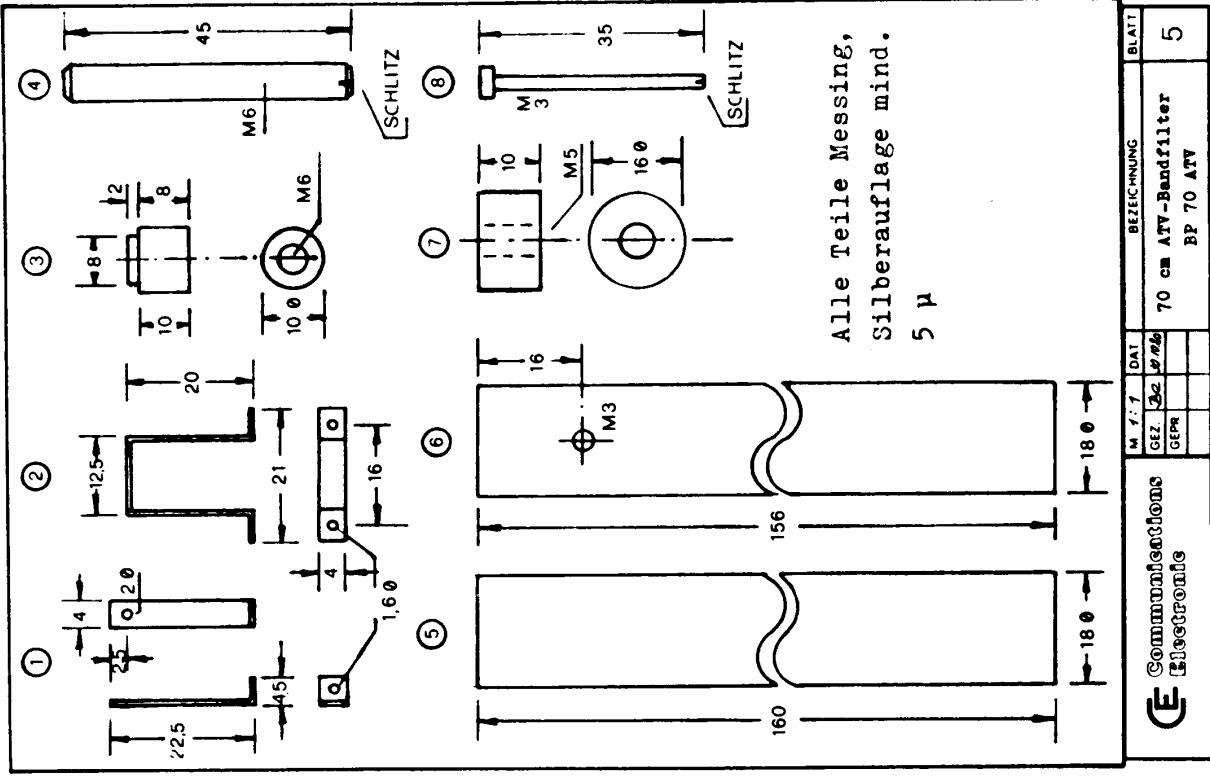 1
22,5
4,5
2,5
4
2 Ø
1,6 Ø
2
12,5
20
21
4
16
3
8
2
8
10
10 Ø
M6
4
45
M6
SCHLITZ
5
160
18 Ø
6
156
16
M3
18 Ø
7
10
M5
16 Ø
8
35
M
3
SCHLITZ
Alle Teile Messing,
Silberauflage mind.
5 µ
CE Communications
Electronic
M 1:1
DAT
GEZ.
GEPR
BEZEICHNUNG
70 cm ATV-Bandfilter
BP 70 ATV
BLATT
5